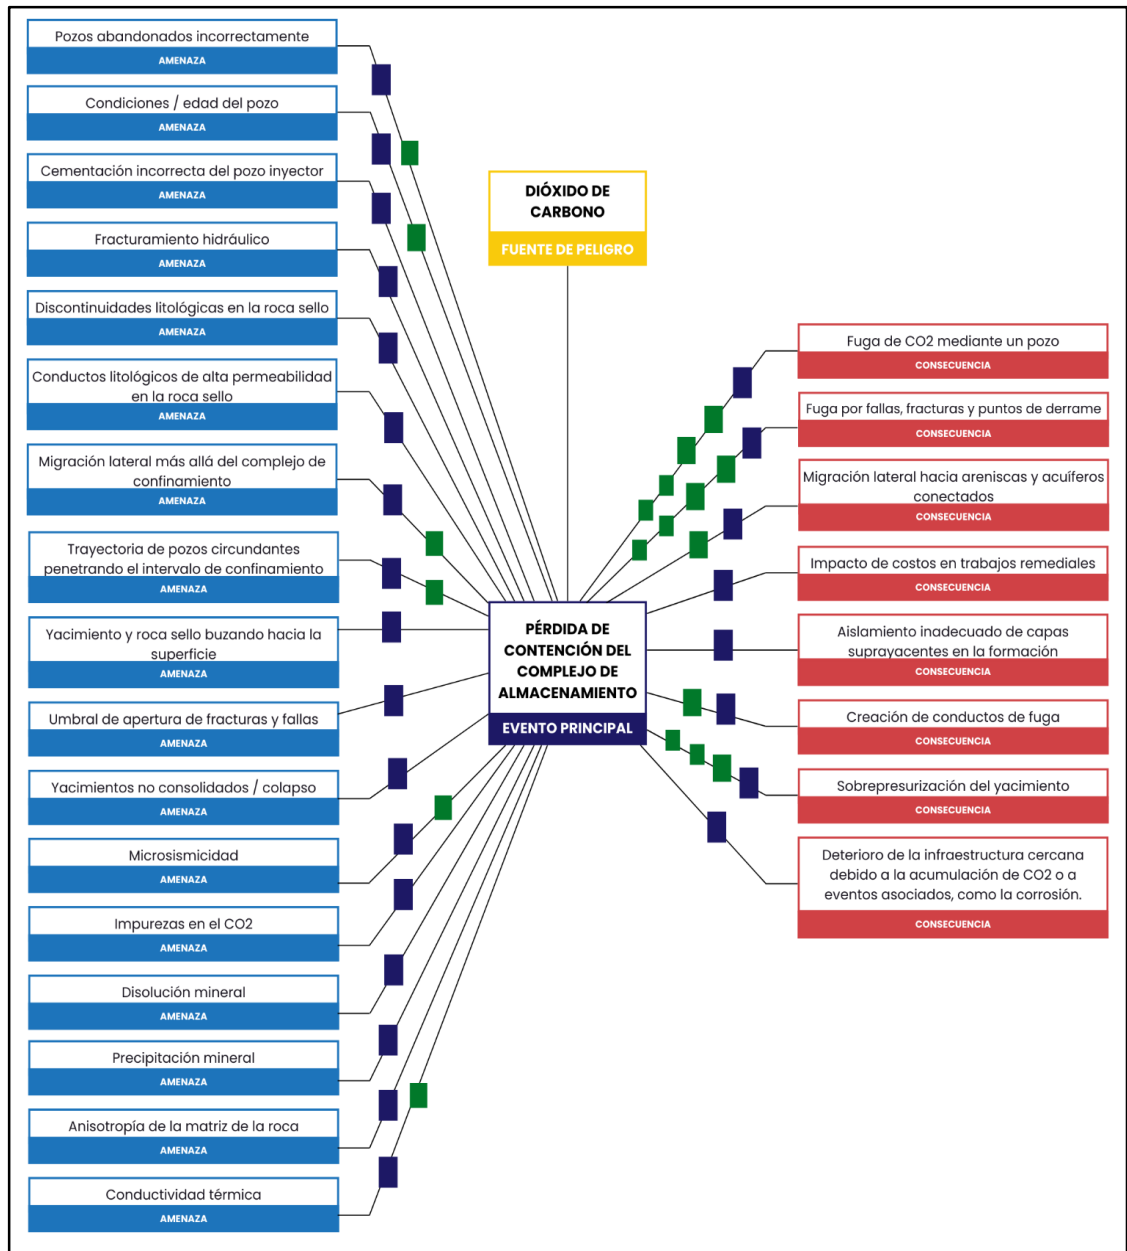 Pozos abandonados incorrectamente
AMENAZA
Condiciones / edad del pozo
AMENAZA
Cementación incorrecta del pozo inyector
AMENAZA
Fracturamiento hidráulico
AMENAZA
Discontinuidades litológicas en la roca sello
AMENAZA
Conductos litológicos de alta permeabilidad
en la roca sello
AMENAZA
Migración lateral más allá del complejo de
confinamiento
AMENAZA
Trayectoria de pozos circundantes
penetrando el intervalo de confinamiento
AMENAZA
Yacimiento y roca sello buzando hacia la
superficie
AMENAZA
Umbral de apertura de fracturas y fallas
AMENAZA
Yacimientos no consolidados / colapso
AMENAZA
Microsismicidad
AMENAZA
Impurezas en el CO2
AMENAZA
Disolución mineral
AMENAZA
Precipitación mineral
AMENAZA
Anisotropía de la matriz de la roca
AMENAZA
Conductividad térmica
AMENAZA
DIÓXIDO DE
CARBONO
FUENTE DE PELIGRO
PÉRDIDA DE
CONTENCIÓN DEL
COMPLEJO DE
ALMACENAMIENTO
EVENTO PRINCIPAL
Fuga de CO2 mediante un pozo
CONSECUENCIA
Fuga por fallas, fracturas y puntos de derrame
CONSECUENCIA
Migración lateral hacia areniscas y acuíferos
conectados
CONSECUENCIA
Impacto de costos en trabajos remediales
CONSECUENCIA
Aislamiento inadecuado de capas
suprayacentes en la formación
CONSECUENCIA
Creación de conductos de fuga
CONSECUENCIA
Sobrepresurización del yacimiento
CONSECUENCIA
Deterioro de la infraestructura cercana
debido a la acumulación de CO2 o a
eventos asociados, como la corrosión.
CONSECUENCIA